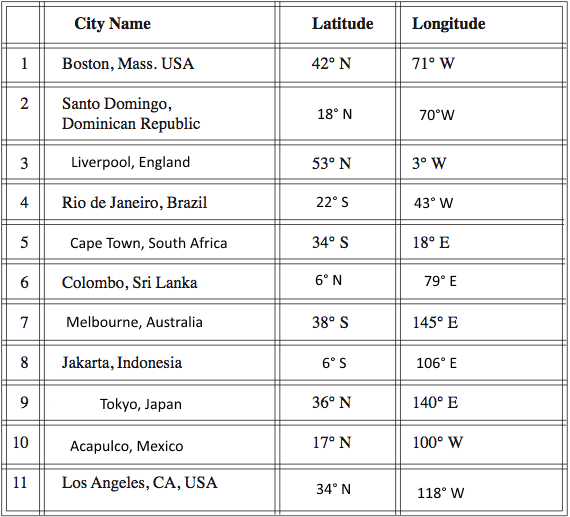 City Name Latitude Longitude
1 Boston, Mass. USA 42° N 71° W
2 Santo Domingo,
Dominican Republic 18° N 70°W
3 Liverpool, England 53° N 3° W
4 Rio de Janeiro, Brazil 22° S 43° W
5 Cape Town, South Africa 34° S 18° E
6 Colombo, Sri Lanka 6° N 79° E
7 Melbourne, Australia 38° S 145° E
8 Jakarta, Indonesia 6° S 106° E
9 Tokyo, Japan 36° N 140° E
10 Acapulco, Mexico 17° N 100° W
11 Los Angeles, CA, USA 34° N 118° W